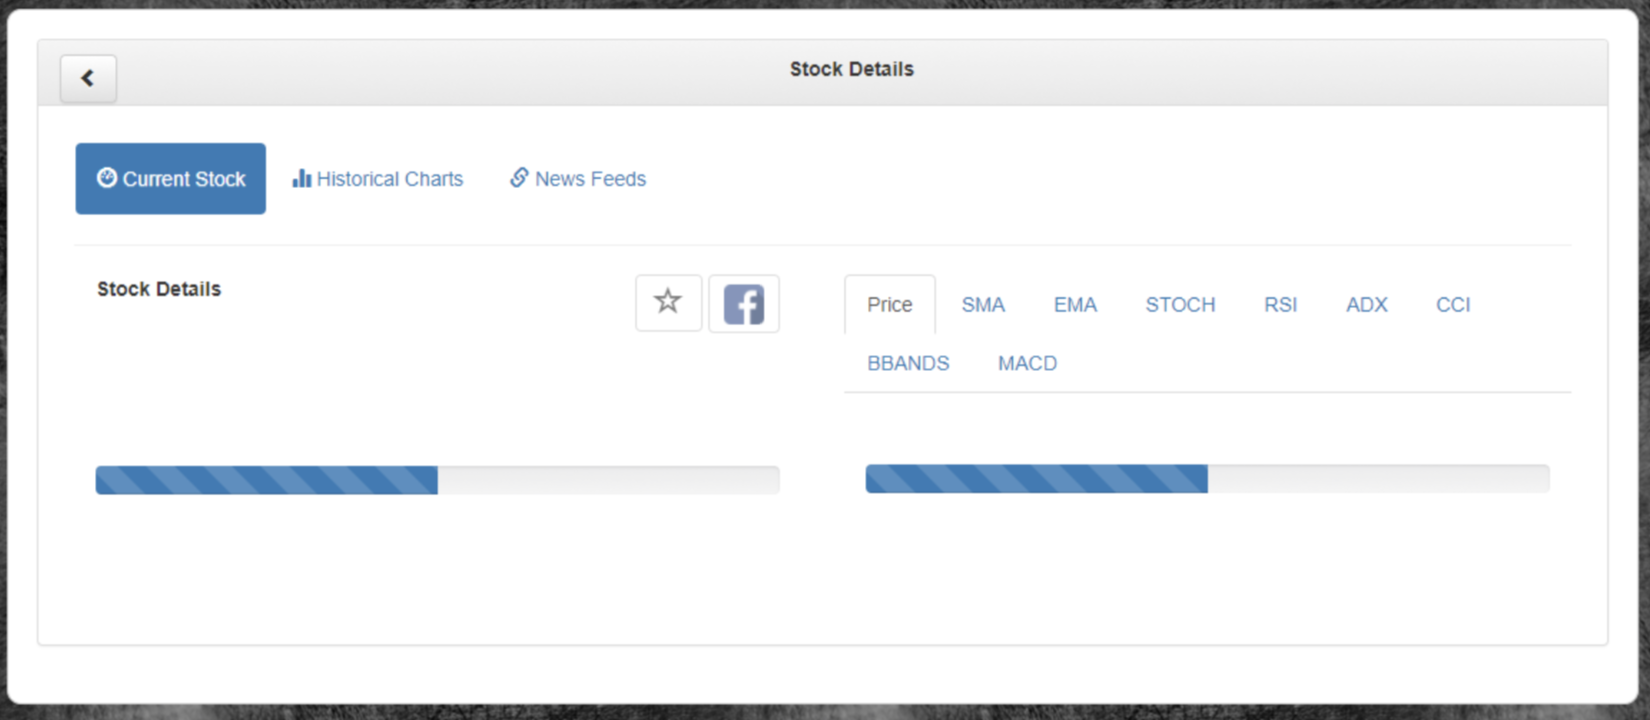 Stock Details
Current Stock Historical Charts News Feeds
Stock Details
Price SMA EMA STOCH RSI ADX CCI
BBANDS MACD